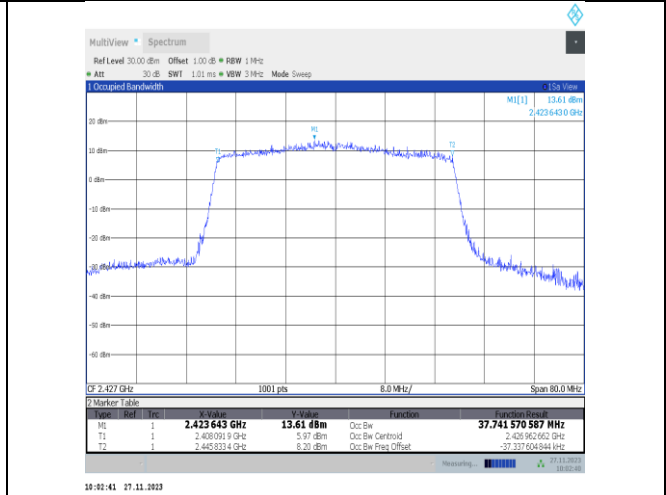 MultiView Spectrum
Ref Level 30.00 dBm Offset 1.00 dB RBW 1 MHz
Att 30 dB SWT 1.01 ms VBW 3 MHz Mode Sweep
1 Occupied Bandwidth 1Sa View
M1[1] 13.61 dBm
2.423 643 0 GHz
20 dBm
M1
T1 T2
10 dBm
0 dBm
-10 dBm
-20 dBm
-30 dBm
-40 dBm
-50 dBm
-60 dBm
CF 2.427 GHz 1001 pts 8.0 MHz/ Span 80.0 MHz
2 Marker Table
Type Ref Trc X-Value Y-Value Function Function Result
M1 1 2.423 643 GHz 13.61 dBm Occ Bw 37.741 570 587 MHz
T1 1 2.408 091 9 GHz 5.97 dBm Occ Bw Centroid 2.426 962 662 GHz
T2 1 2.445 833 4 GHz 8.20 dBm Occ Bw Freq Offset -37.337 604 844 kHz
Measuring... 27.11.2023
10:02:40
10:02:41 27.11.2023